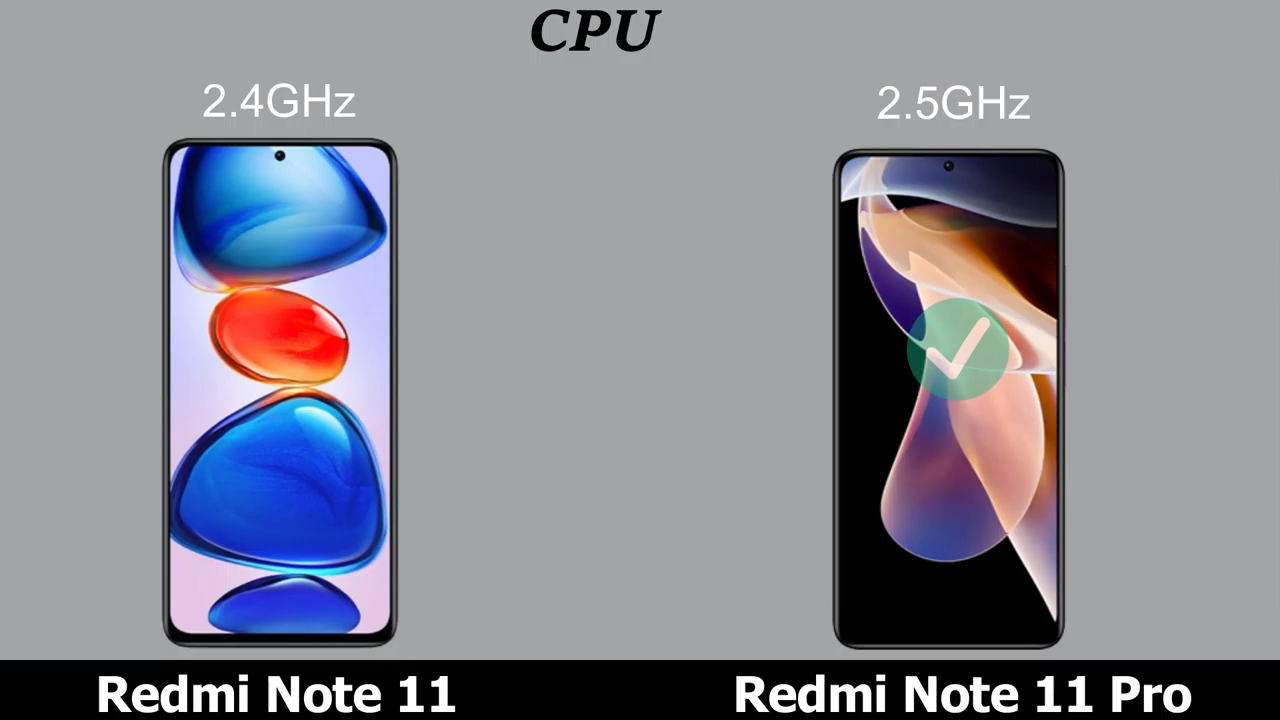 CPU
2.4GHz
2.5GHz
Redmi Note 11
Redmi Note 11 Pro